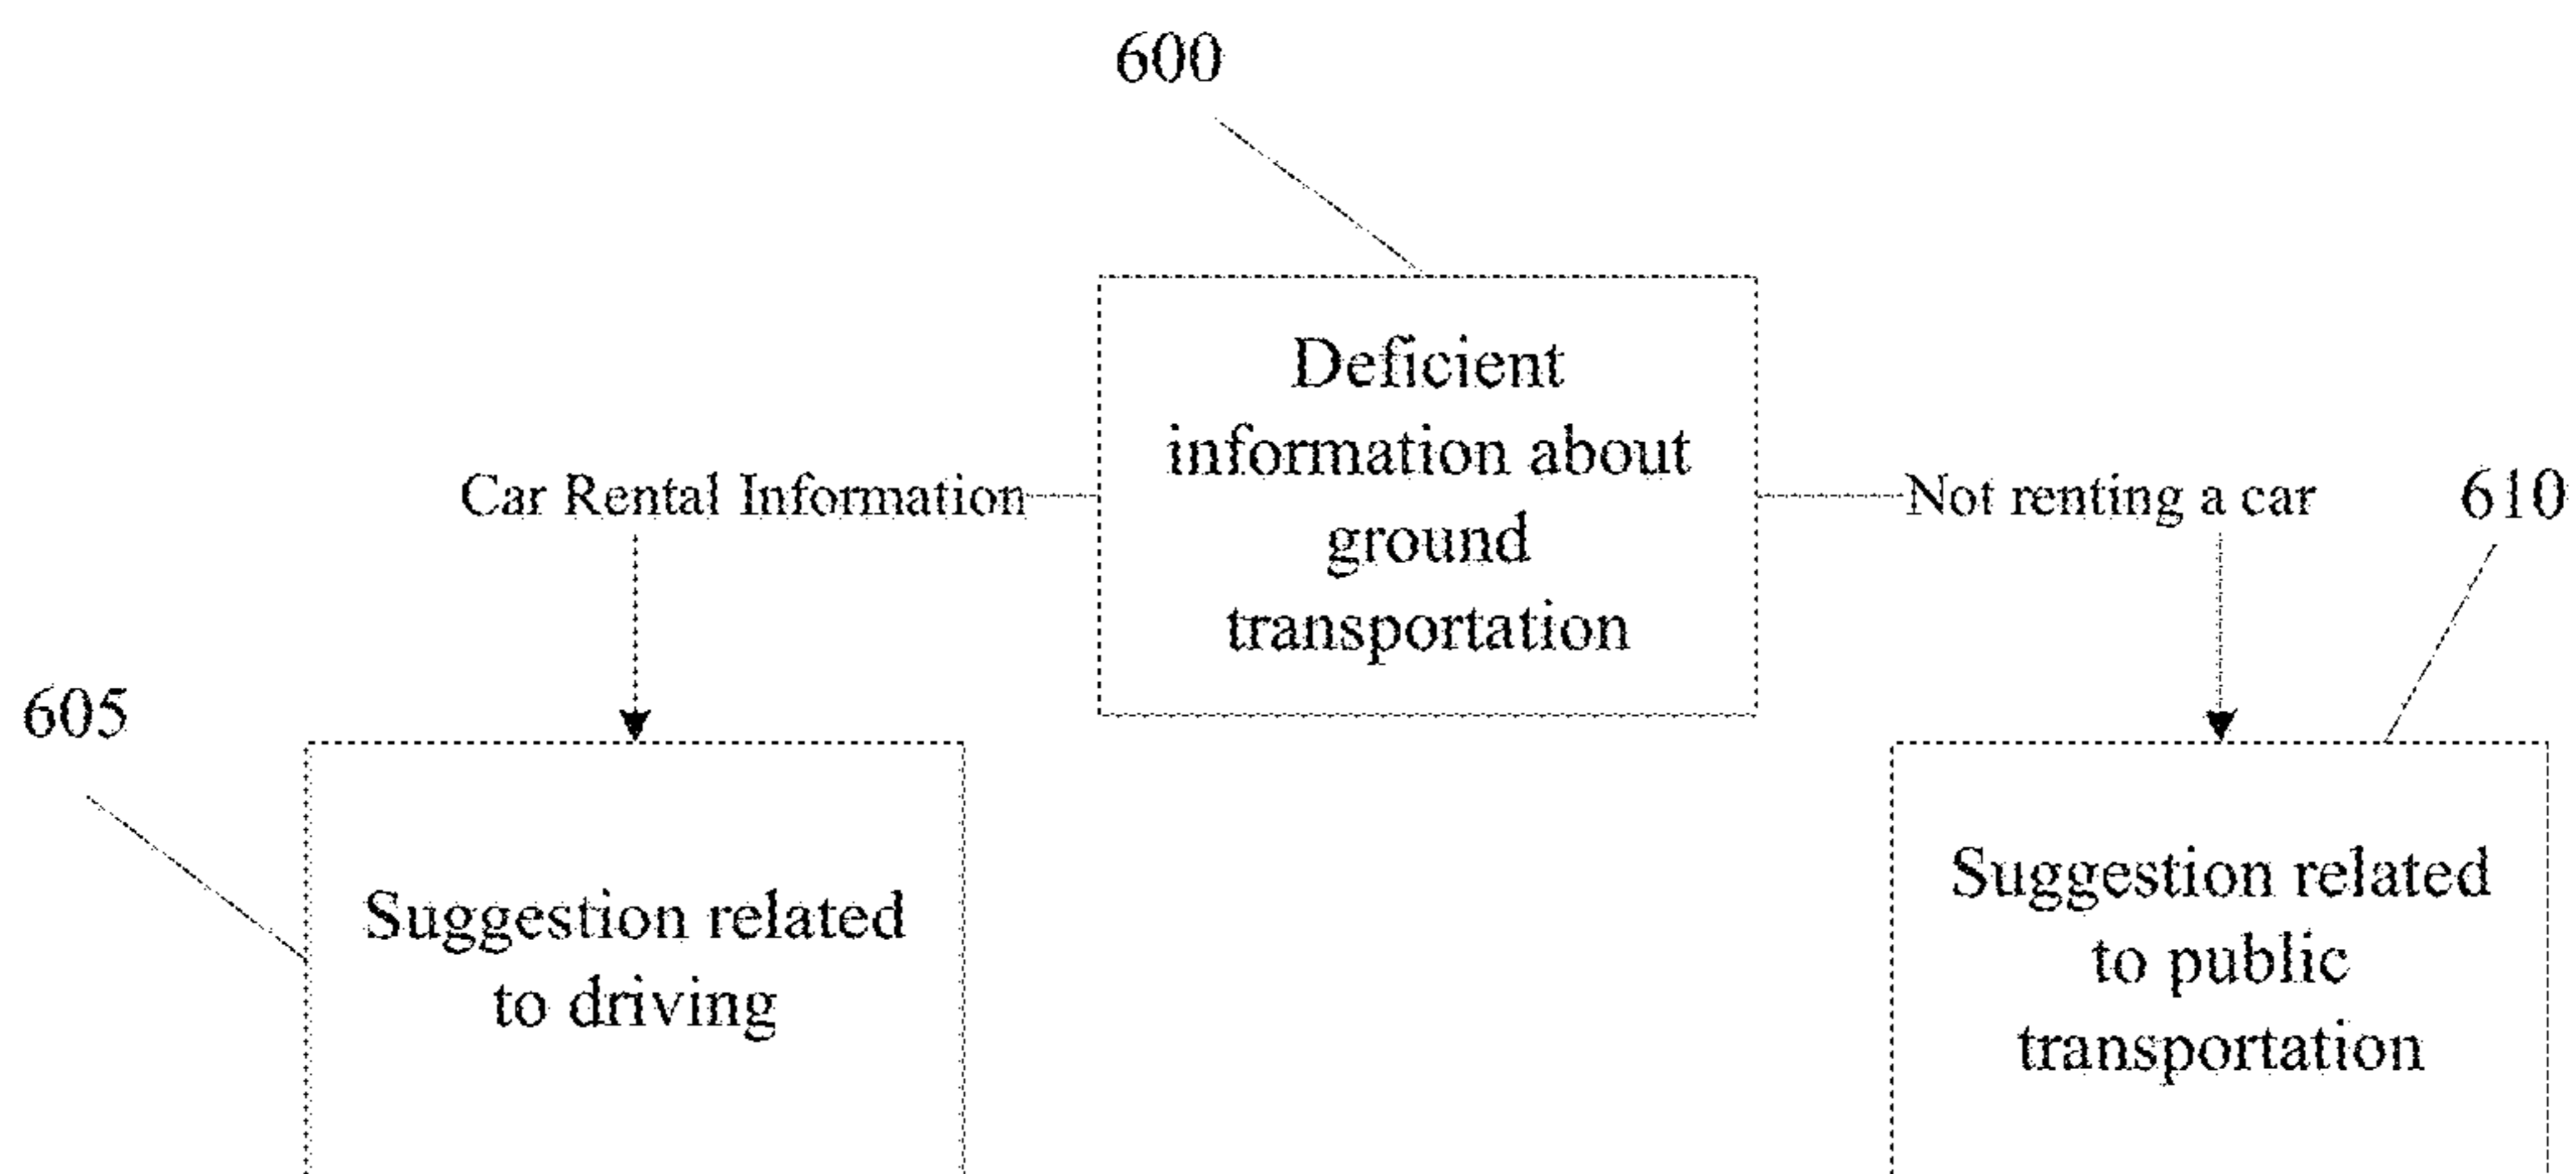 600
Deficient
information about
ground
transportation
Car Rental Information
Not renting a car
610
605
Suggestion related
to driving
Suggestion related
to public
transportation